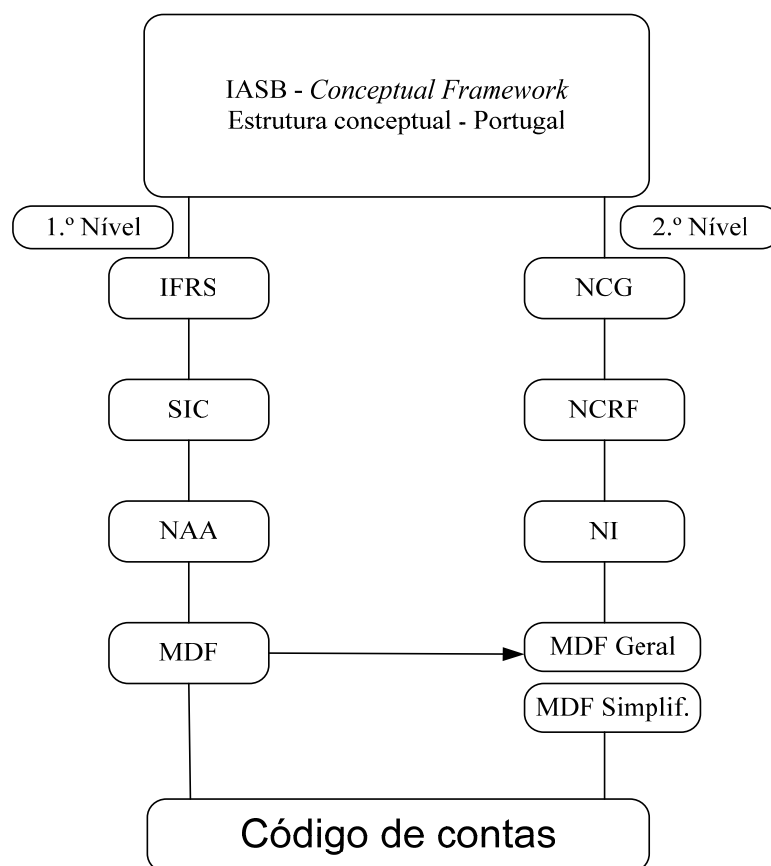 IASB - Conceptual Framework
Estrutura conceptual - Portugal
1.º Nível
2.º Nível
IFRS
NCG
SIC
NCRF
NAA
NI
MDF
MDF Geral
MDF Simplif.
Código de contas